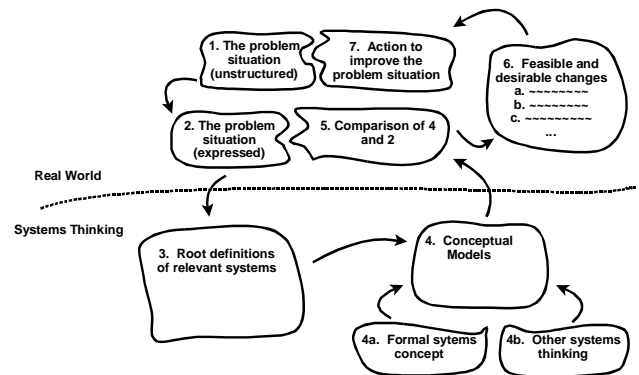 1. The problem
situation
(unstructured)
7. Action to
improve the
problem situation
6. Feasible and
desirable changes
a. ~~~~~~~~
b. ~~~~~~~~
c. ~~~~~~~~~
...
2. The problem
situation
(expressed)
5. Comparison of 4
and 2
Real World
Systems Thinking
3. Root definitions
of relevant systems
4. Conceptual
Models
4a. Formal sytems
concept
4b. Other systems
thinking